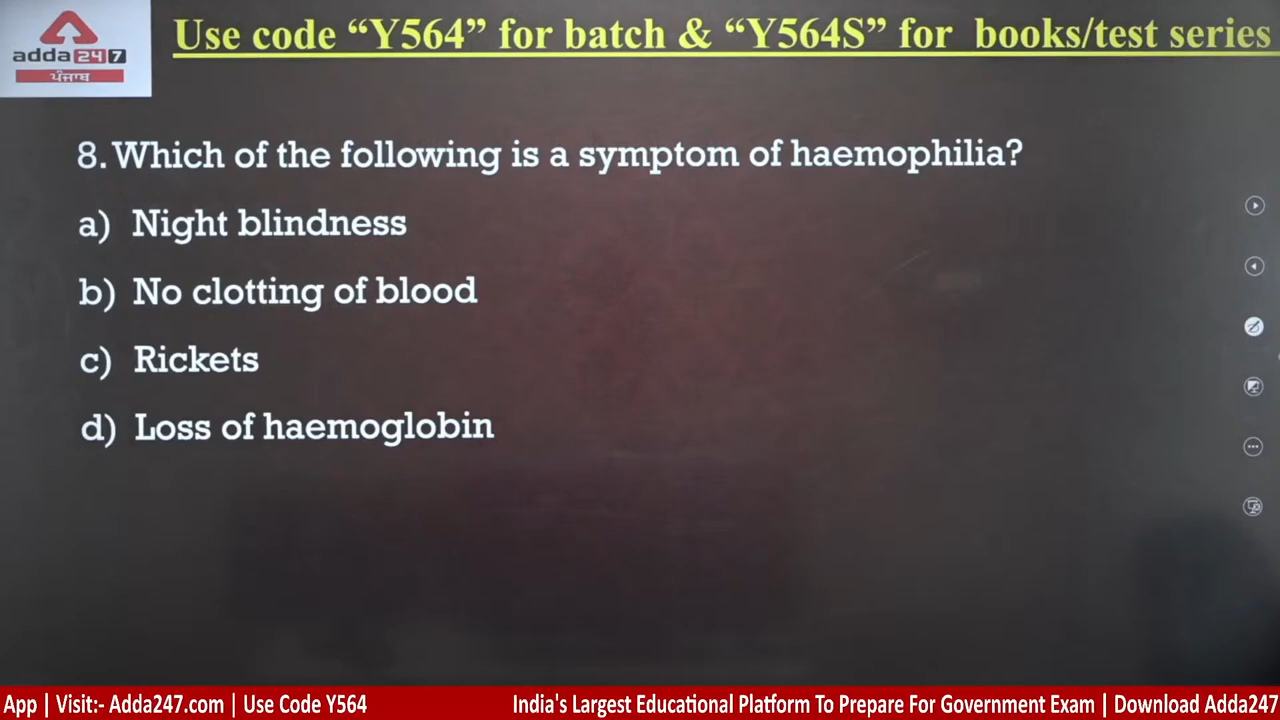 Use code “Y564” for batch & “Y564S” for books/test series
adda247
ਪੰਜਾਬ
8. Which of the following is a symptom of haemophilia?
a) Night blindness
b) No clotting of blood
c) Rickets
d) Loss of haemoglobin
App | Visit:- Adda247.com | Use Code Y564
India's Largest Educational Platform To Prepare For Government Exam | Download Adda247